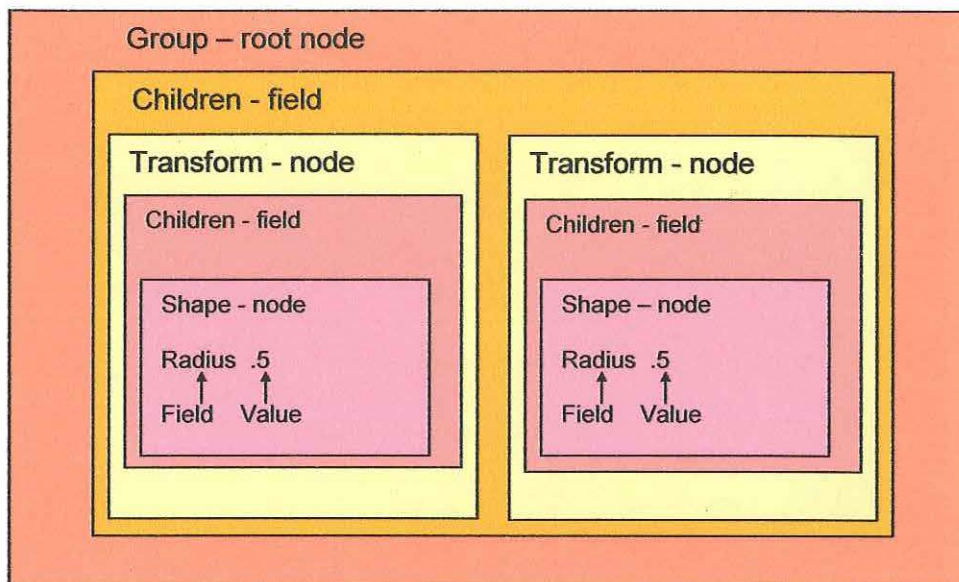 Group – root node
Children - field
Transform - node
Children - field
Shape - node
Radius .5
Field Value
Transform - node
Children - field
Shape – node
Radius .5
Field Value